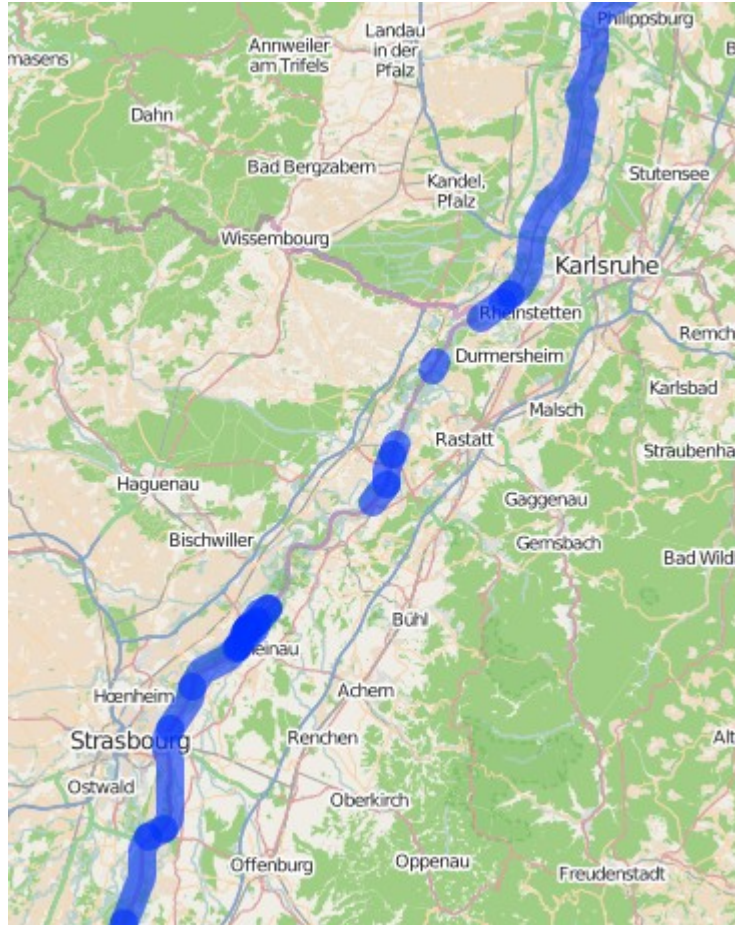 Philippsburg
Landau
in der
Pfalz
Annweiler
am Trifels
masens
B
Dahn
Bad Bergzabern
Stutensee
Kandel,
Pfalz
Wissembourg
Karlsruhe
Rheinstetten
Remch
Durmersheim
Karlsbad
Malsch
Rastatt
Straubenha
Haguenau
Gaggenau
Bischwiller
Gernsbach
Bad Wild
Bühl
einau
Hœnheim
Achern
Strasbourg
Renchen
Alt
Ostwald
Oberkirch
Offenburg
Oppenau
Freudenstadt